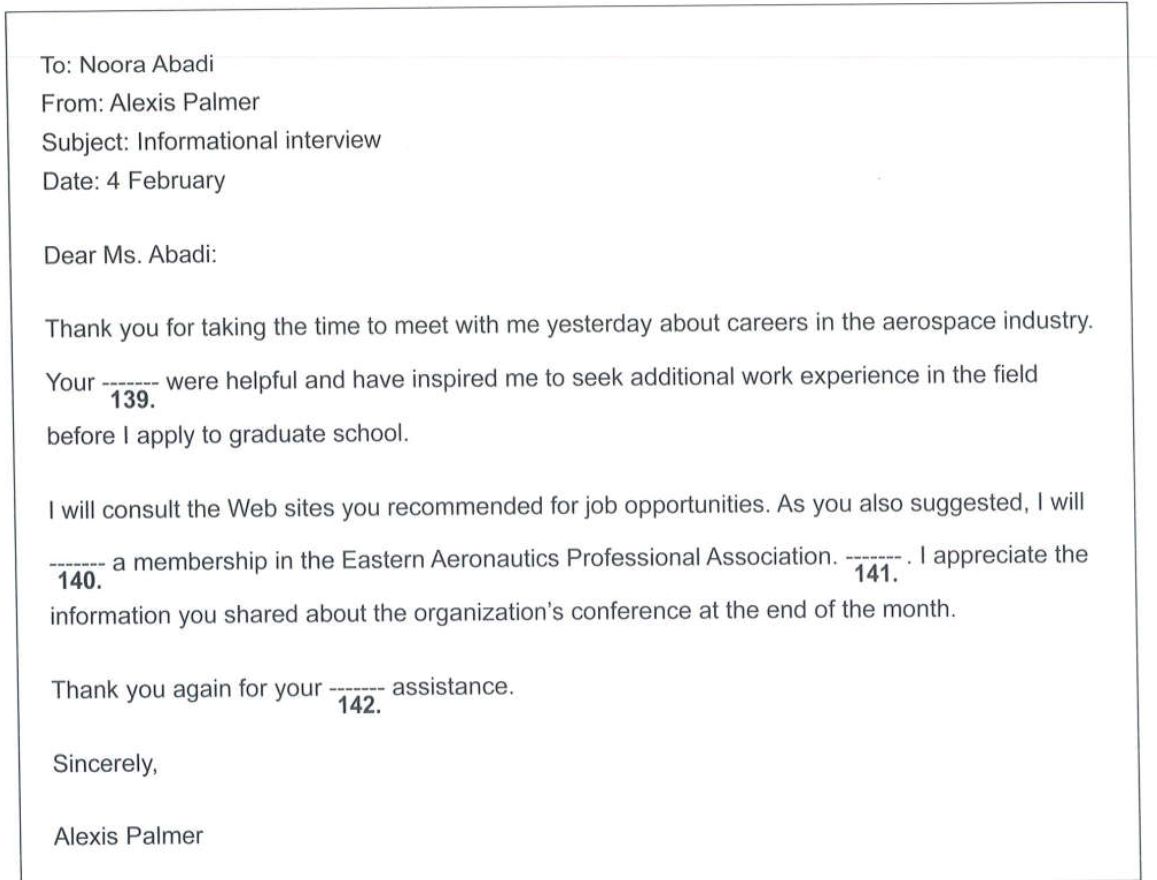 To: Noora Abadi
From: Alexis Palmer
Subject: Informational interview
Date: 4 February
Dear Ms. Abadi:
Thank you for taking the time to meet with me yesterday about careers in the aerospace industry.
Your ------- were helpful and have inspired me to seek additional work experience in the field
139.
before I apply to graduate school.
I will consult the Web sites you recommended for job opportunities. As you also suggested, I will
------- a membership in the Eastern Aeronautics Professional Association. ------- . I appreciate the
140. 141.
information you shared about the organization's conference at the end of the month.
Thank you again for your ------- assistance.
142.
Sincerely,
Alexis Palmer